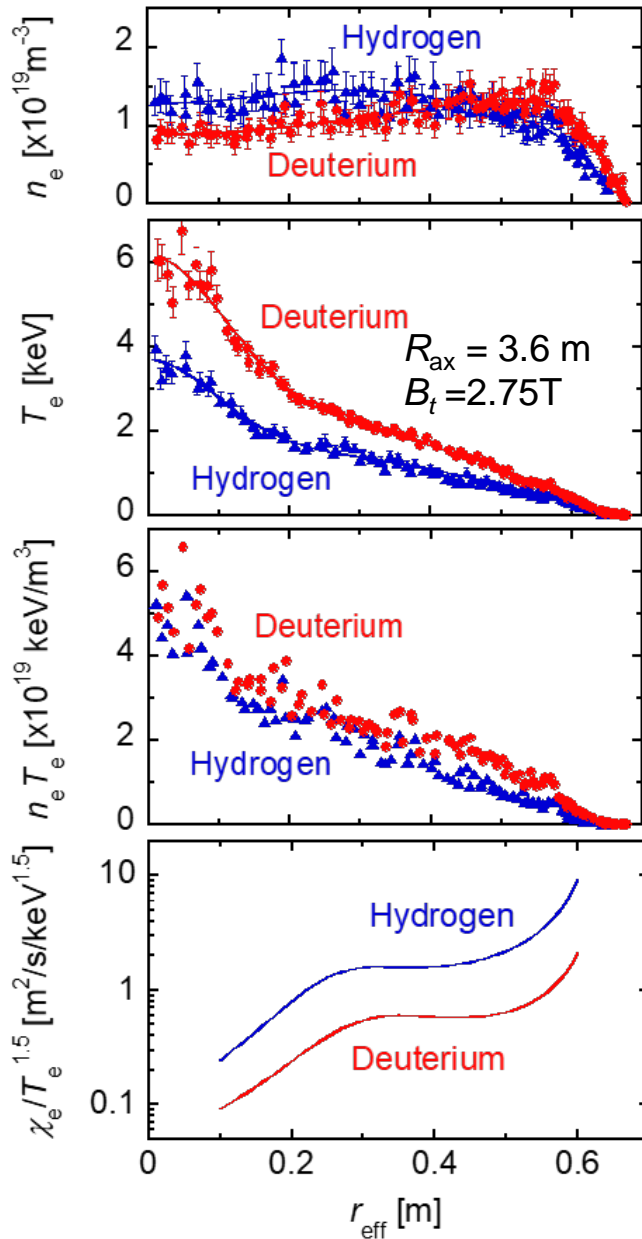 2
1
0
n_e [x10^19 m^−3]
Hydrogen
Deuterium
6
4
2
0
T_e [keV]
Deuterium
R_ax = 3.6 m
B_t =2.75T
Hydrogen
6
4
2
0
n_e T_e [x10^19 keV/m^3]
Deuterium
Hydrogen
10
1
0.1
χ_e/T_e^1.5 [m^2/s/keV^1.5]
Hydrogen
Deuterium
0 0.2 0.4 0.6
r_eff [m]